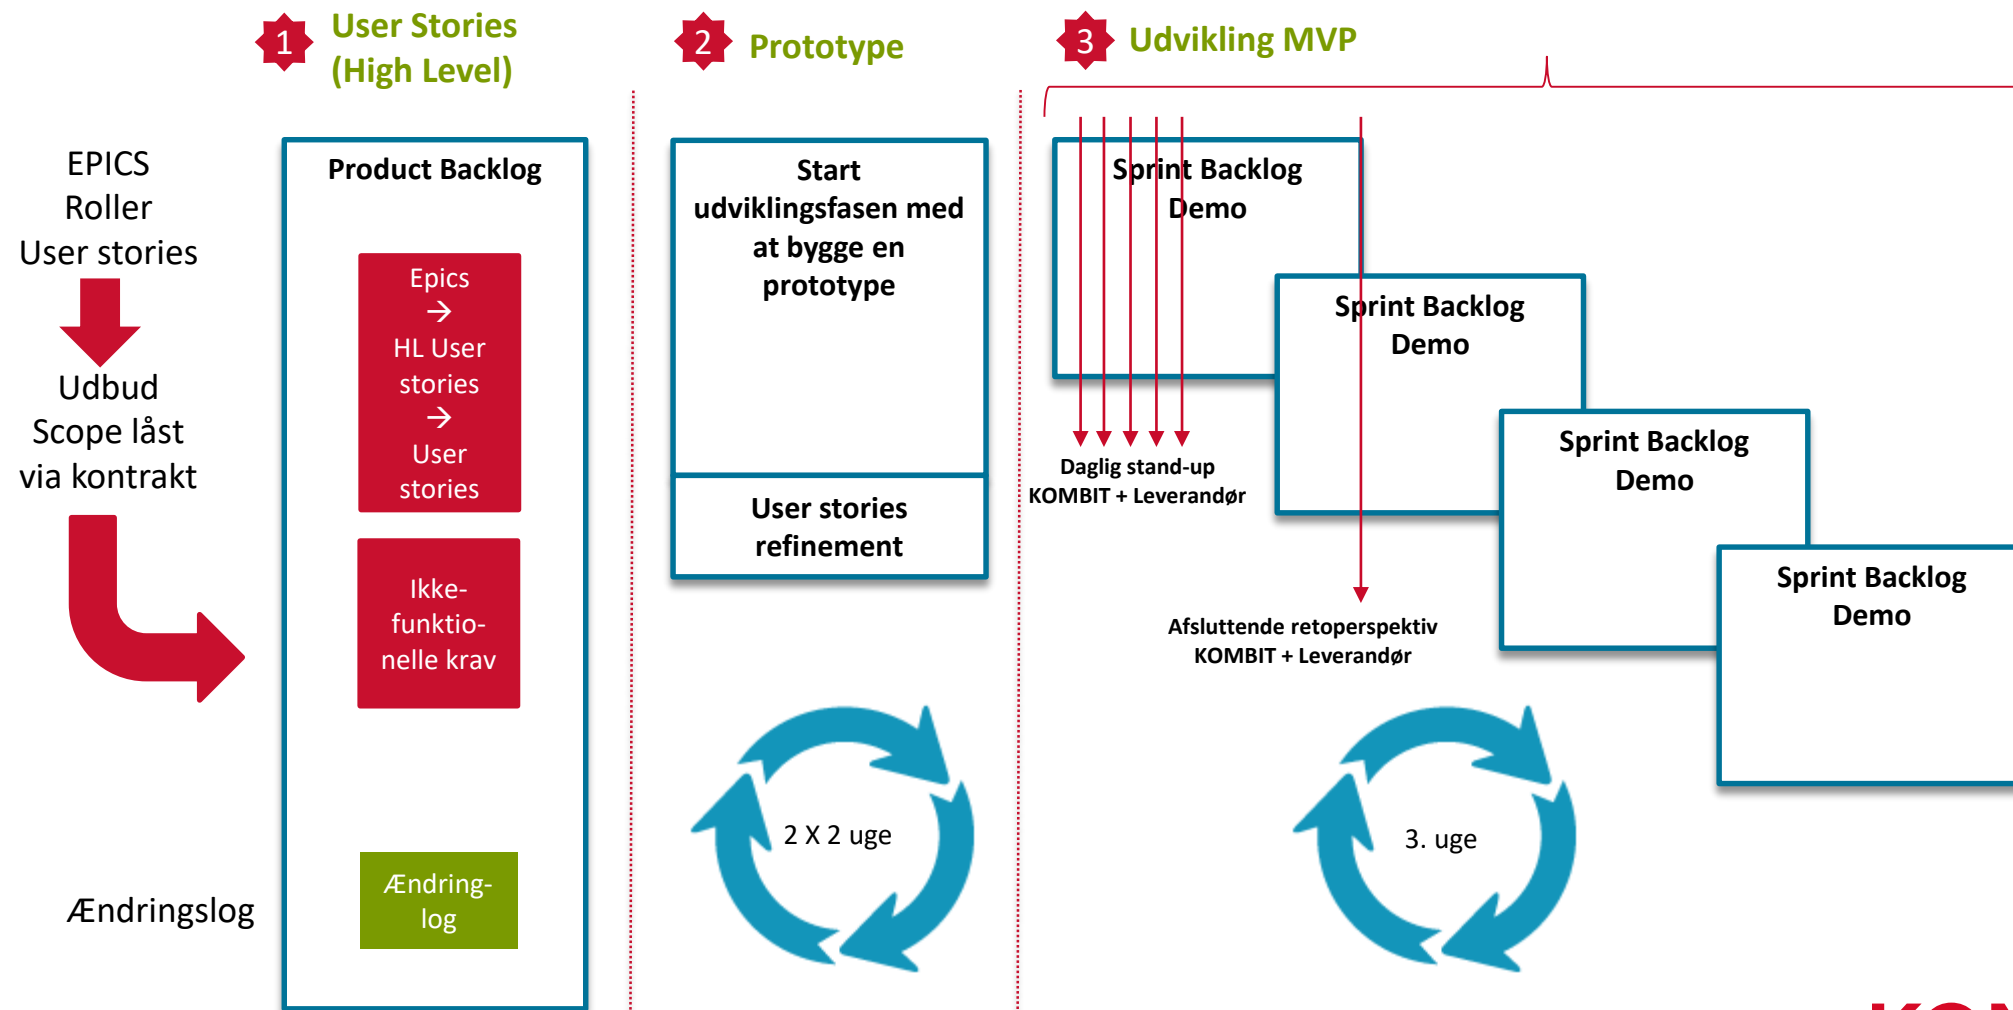 1
User Stories
(High Level)
2
Prototype
3
Udvikling MVP
EPICS
Roller
User stories
Udbud
Scope låst
via kontrakt
Ændringslog
Product Backlog
Epics
→
HL User
stories
→
User
stories
Ikke-
funktio-
nelle krav
Ændring-
log
Start
udviklingsfasen med
at bygge en
prototype
User stories
refinement
2 X 2 uge
Sprint Backlog
Demo
Sprint Backlog
Demo
Sprint Backlog
Demo
Sprint Backlog
Demo
Daglig stand-up
KOMBIT + Leverandør
Afsluttende retoperspektiv
KOMBIT + Leverandør
3. uge